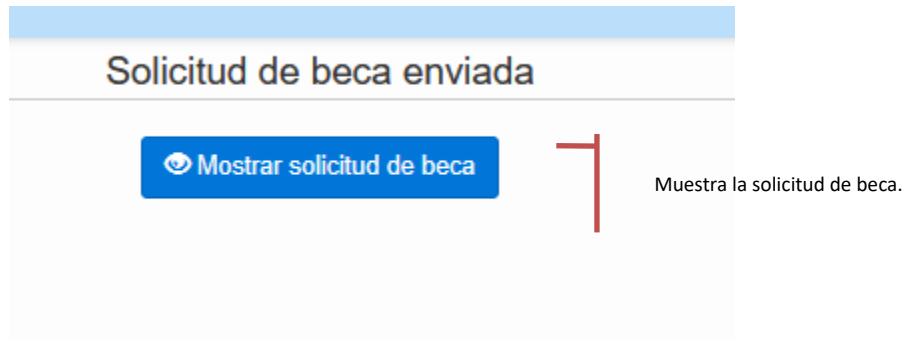 Solicitud de beca enviada
Mostrar solicitud de beca
Muestra la solicitud de beca.